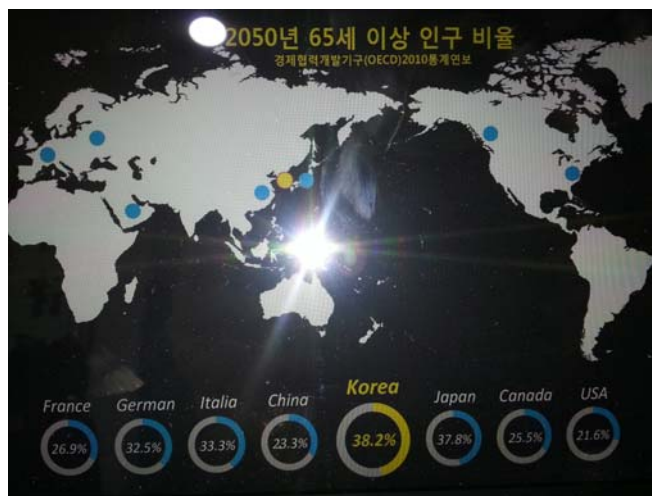 2050년 65세 이상 인구 비율
경제협력개발기구(OECD)2010통계연보
France German Italia China Korea Japan Canada USA
26.9% 32.5% 33.3% 23.3% 38.2% 37.8% 25.5% 21.6%